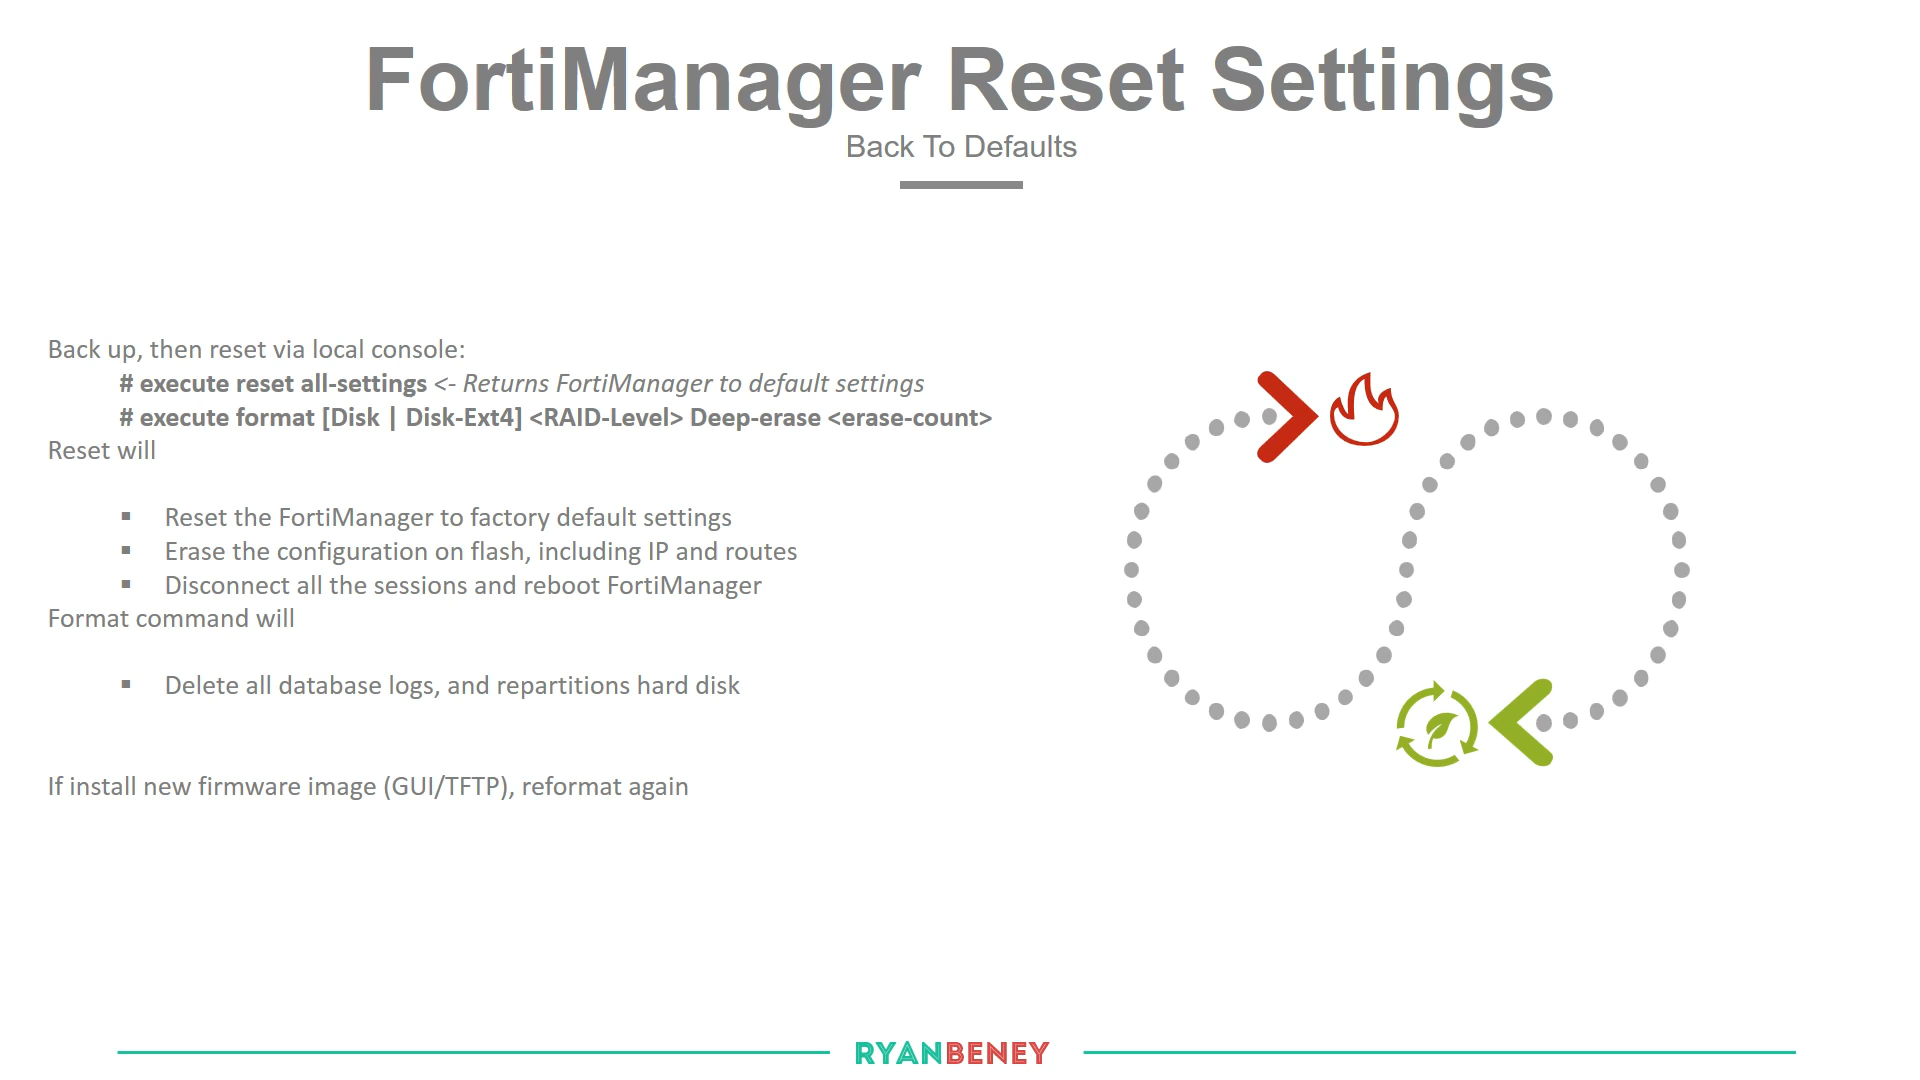 FortiManager Reset Settings
Back To Defaults
Back up, then reset via local console:
# execute reset all-settings <- Returns FortiManager to default settings
# execute format [Disk | Disk-Ext4] <RAID-Level> Deep-erase <erase-count>
Reset will
▪ Reset the FortiManager to factory default settings
▪ Erase the configuration on flash, including IP and routes
▪ Disconnect all the sessions and reboot FortiManager
Format command will
▪ Delete all database logs, and repartitions hard disk
If install new firmware image (GUI/TFTP), reformat again
RYANBENEY